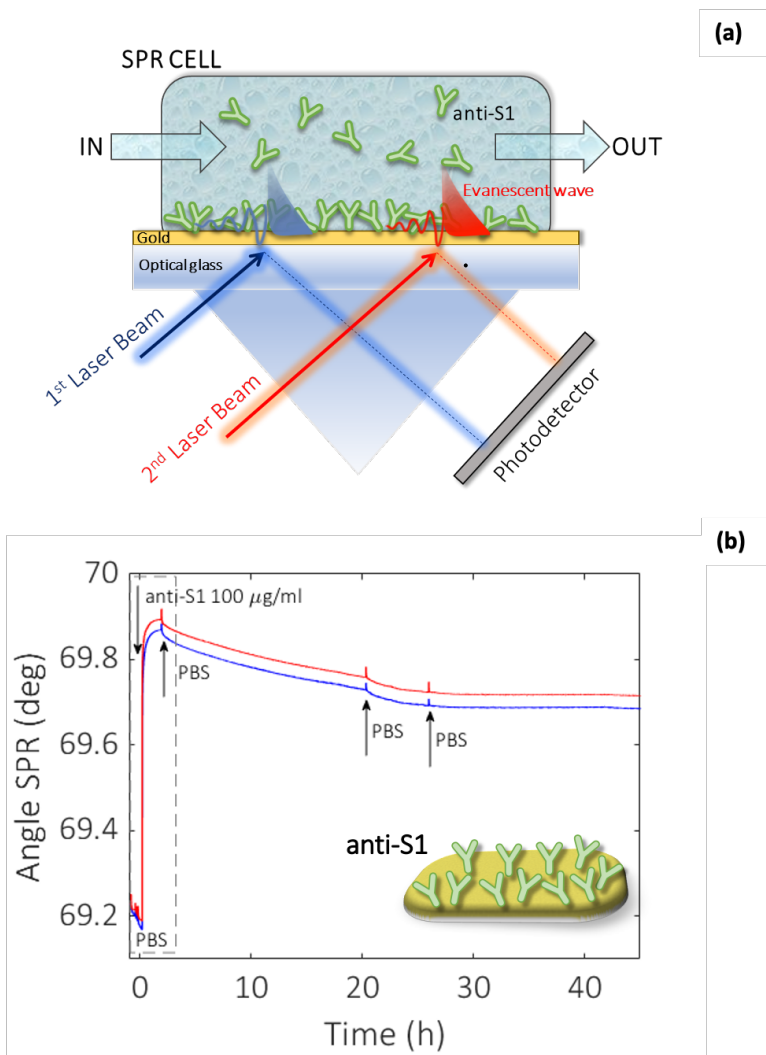 (a)
SPR CELL
anti-S1
IN
OUT
Evanescent wave
Gold
Optical glass
1st Laser Beam
2nd Laser Beam
Photodetector
(b)
70
anti-S1 100 μg/ml
69.8
PBS
69.6
PBS
PBS
69.4
anti-S1
69.2
PBS
Angle SPR (deg)
0
10
20
30
40
Time (h)